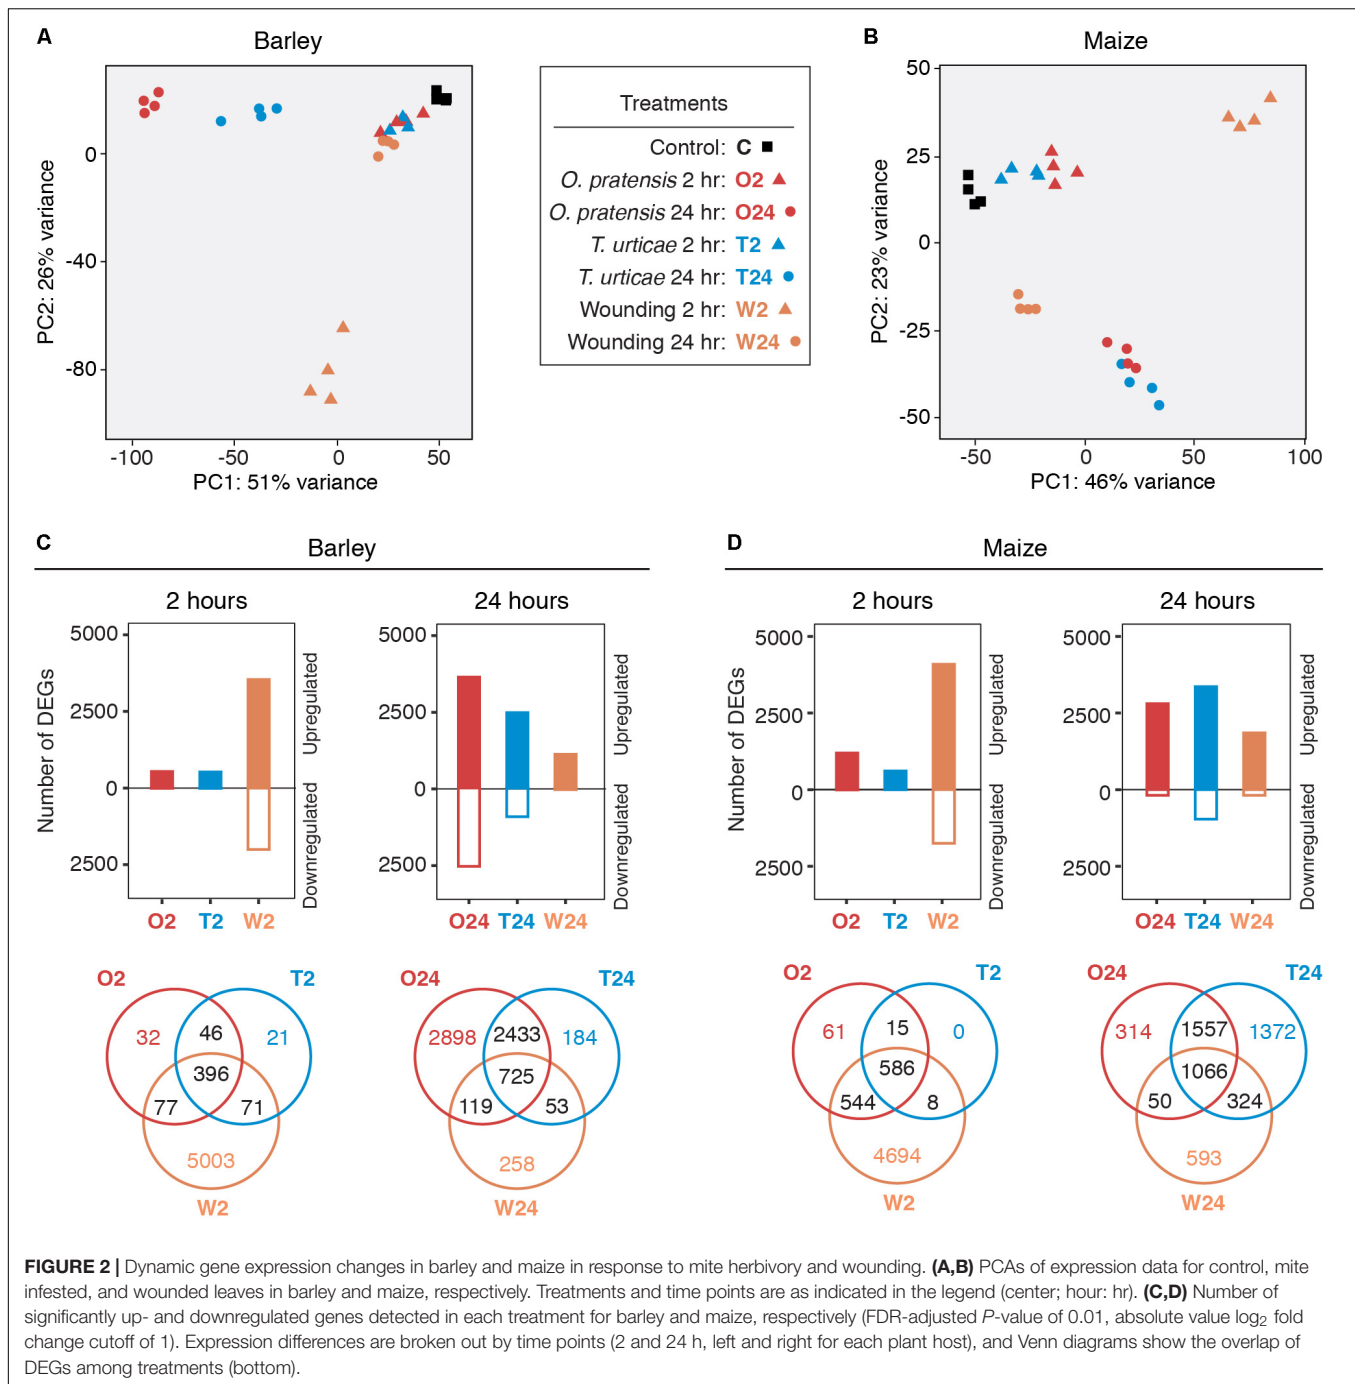 A
Barley
0
-40
-80
PC2: 26% variance
-100
-50
0
50
PC1: 51% variance
Treatments
Control: C
O. pratensis 2 hr: O2
O. pratensis 24 hr: O24
T. urticae 2 hr: T2
T. urticae 24 hr: T24
Wounding 2 hr: W2
Wounding 24 hr: W24
B
Maize
50
25
0
-25
-50
PC2: 23% variance
-50
0
50
100
PC1: 46% variance
C
Barley
2 hours
24 hours
Number of DEGs
5000
2500
0
2500
Upregulated
Downregulated
O2
T2
W2
5000
2500
0
2500
Upregulated
Downregulated
O24
T24
W24
O2
T2
32
46
21
396
77
71
5003
W2
O24
T24
2898
2433
184
725
119
53
258
W24
D
Maize
2 hours
24 hours
Number of DEGs
5000
2500
0
2500
Upregulated
Downregulated
O2
T2
W2
5000
2500
0
2500
Upregulated
Downregulated
O24
T24
W24
O2
T2
61
15
0
586
544
8
4694
W2
O24
T24
314
1557
1372
1066
50
324
593
W24
FIGURE 2 | Dynamic gene expression changes in barley and maize in response to mite herbivory and wounding. (A,B) PCAs of expression data for control, mite
infested, and wounded leaves in barley and maize, respectively. Treatments and time points are as indicated in the legend (center; hour: hr). (C,D) Number of
significantly up- and downregulated genes detected in each treatment for barley and maize, respectively (FDR-adjusted P-value of 0.01, absolute value log2 fold
change cutoff of 1). Expression differences are broken out by time points (2 and 24 h, left and right for each plant host), and Venn diagrams show the overlap of
DEGs among treatments (bottom).